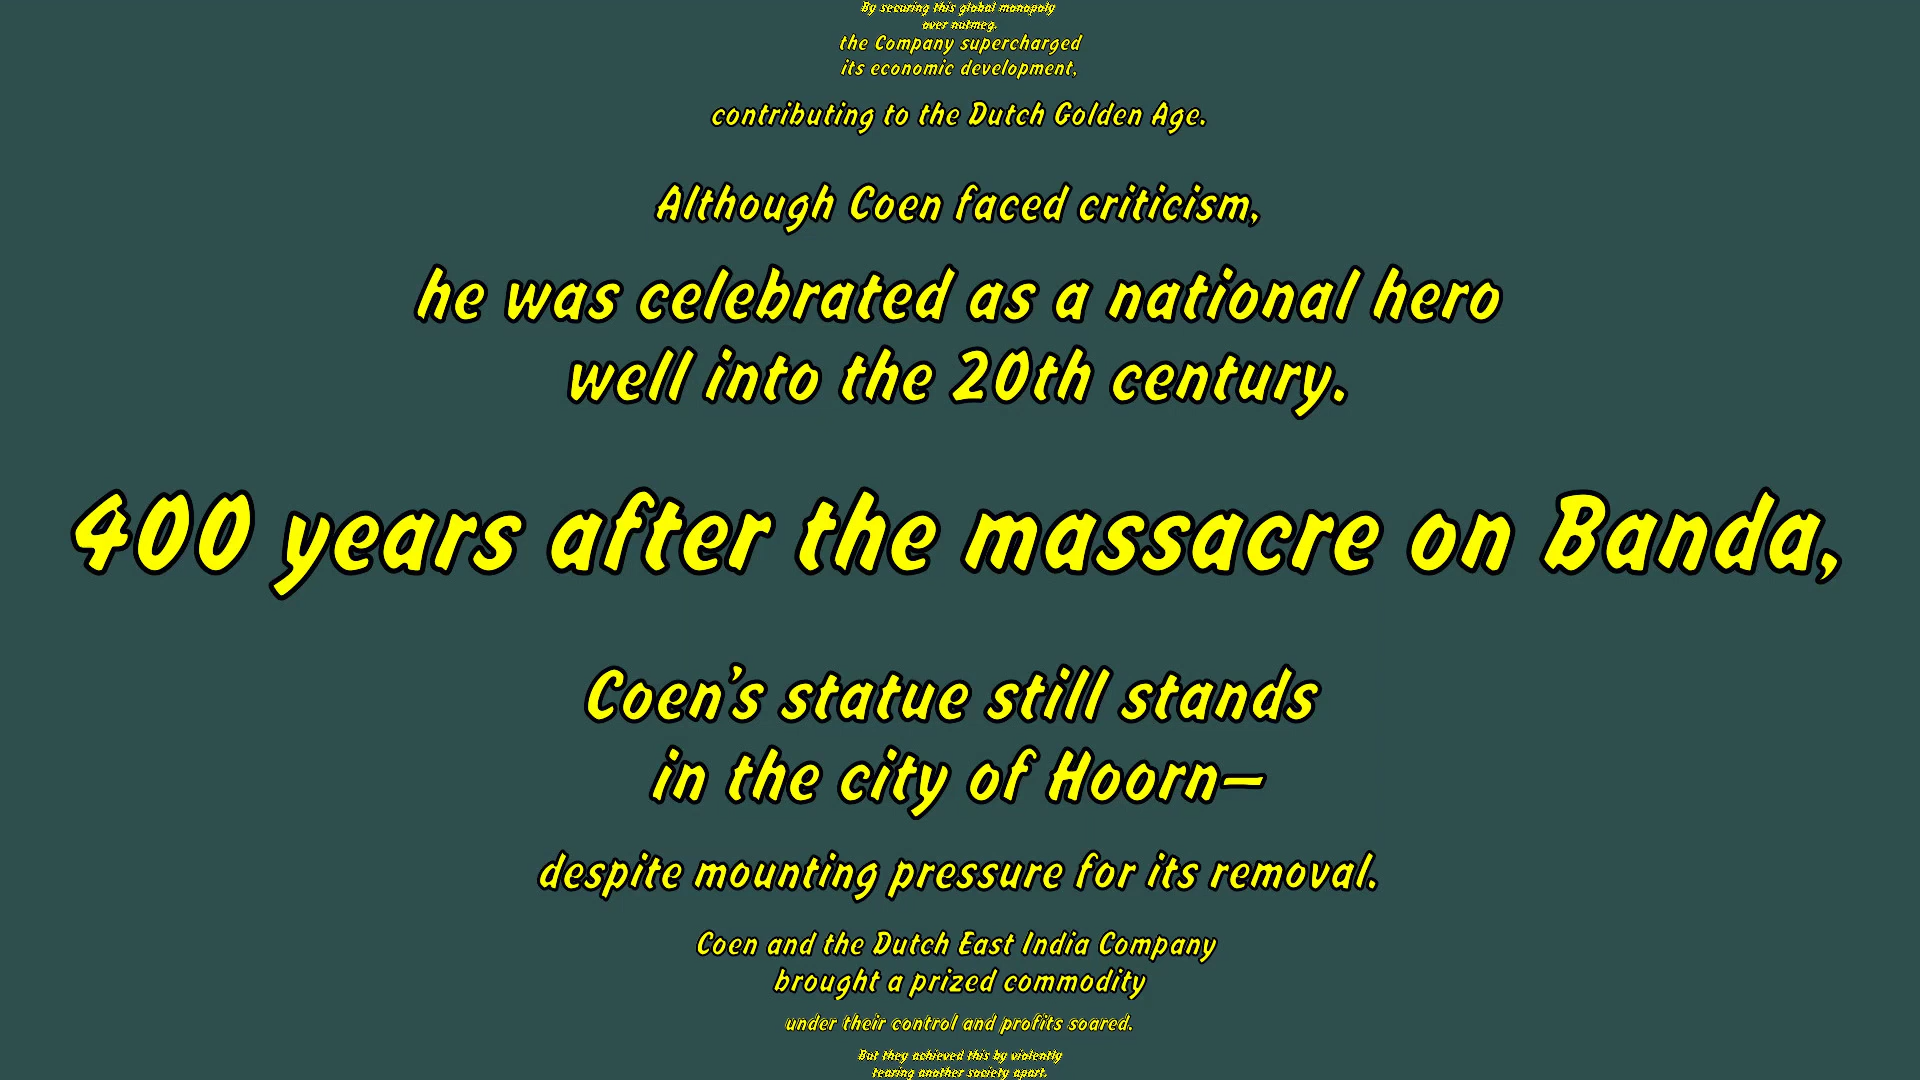 By securing this global monopoly
over nutmeg,
the Company supercharged
its economic development,
contributing to the Dutch Golden Age.
Although Coen faced criticism,
he was celebrated as a national hero
well into the 20th century.
400 years after the massacre on Banda,
Coen’s statue still stands
in the city of Hoorn—
despite mounting pressure for its removal.
Coen and the Dutch East India Company
brought a prized commodity
under their control and profits soared.
But they achieved this by violently
tearing another society apart.